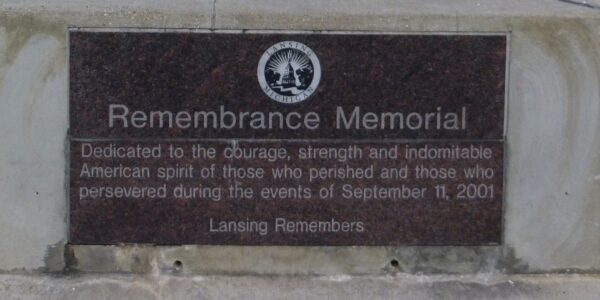 LANSING
MICHIGAN
Remembrance Memorial
Dedicated to the courage, strength and indomitable
American spirit of those who perished and those who
persevered during the events of September 11, 2001
Lansing Remembers